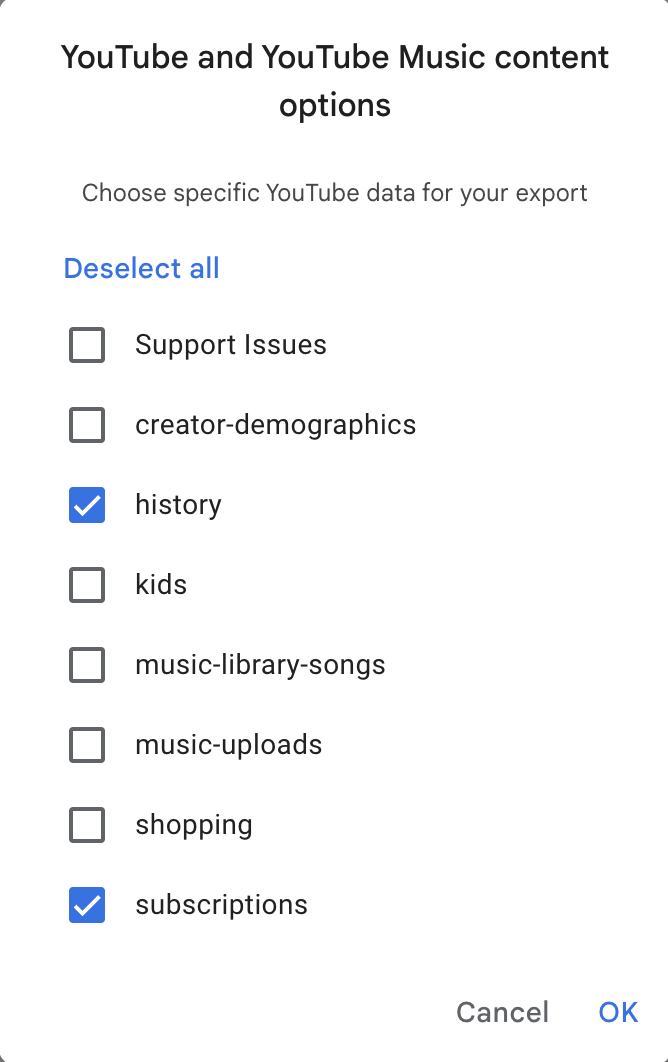 YouTube and YouTube Music content
options
Choose specific YouTube data for your export
Deselect all
Support Issues
creator-demographics
history
kids
music-library-songs
music-uploads
shopping
subscriptions
Cancel OK